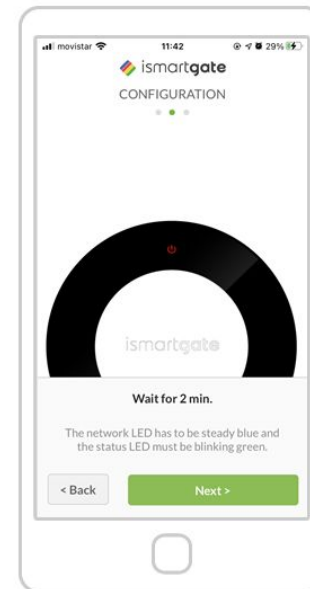 movistar 11:42 29%
ismartgate
CONFIGURATION
ismartgate
Wait for 2 min.
The network LED has to be steady blue and
the status LED must be blinking green.
< Back Next >